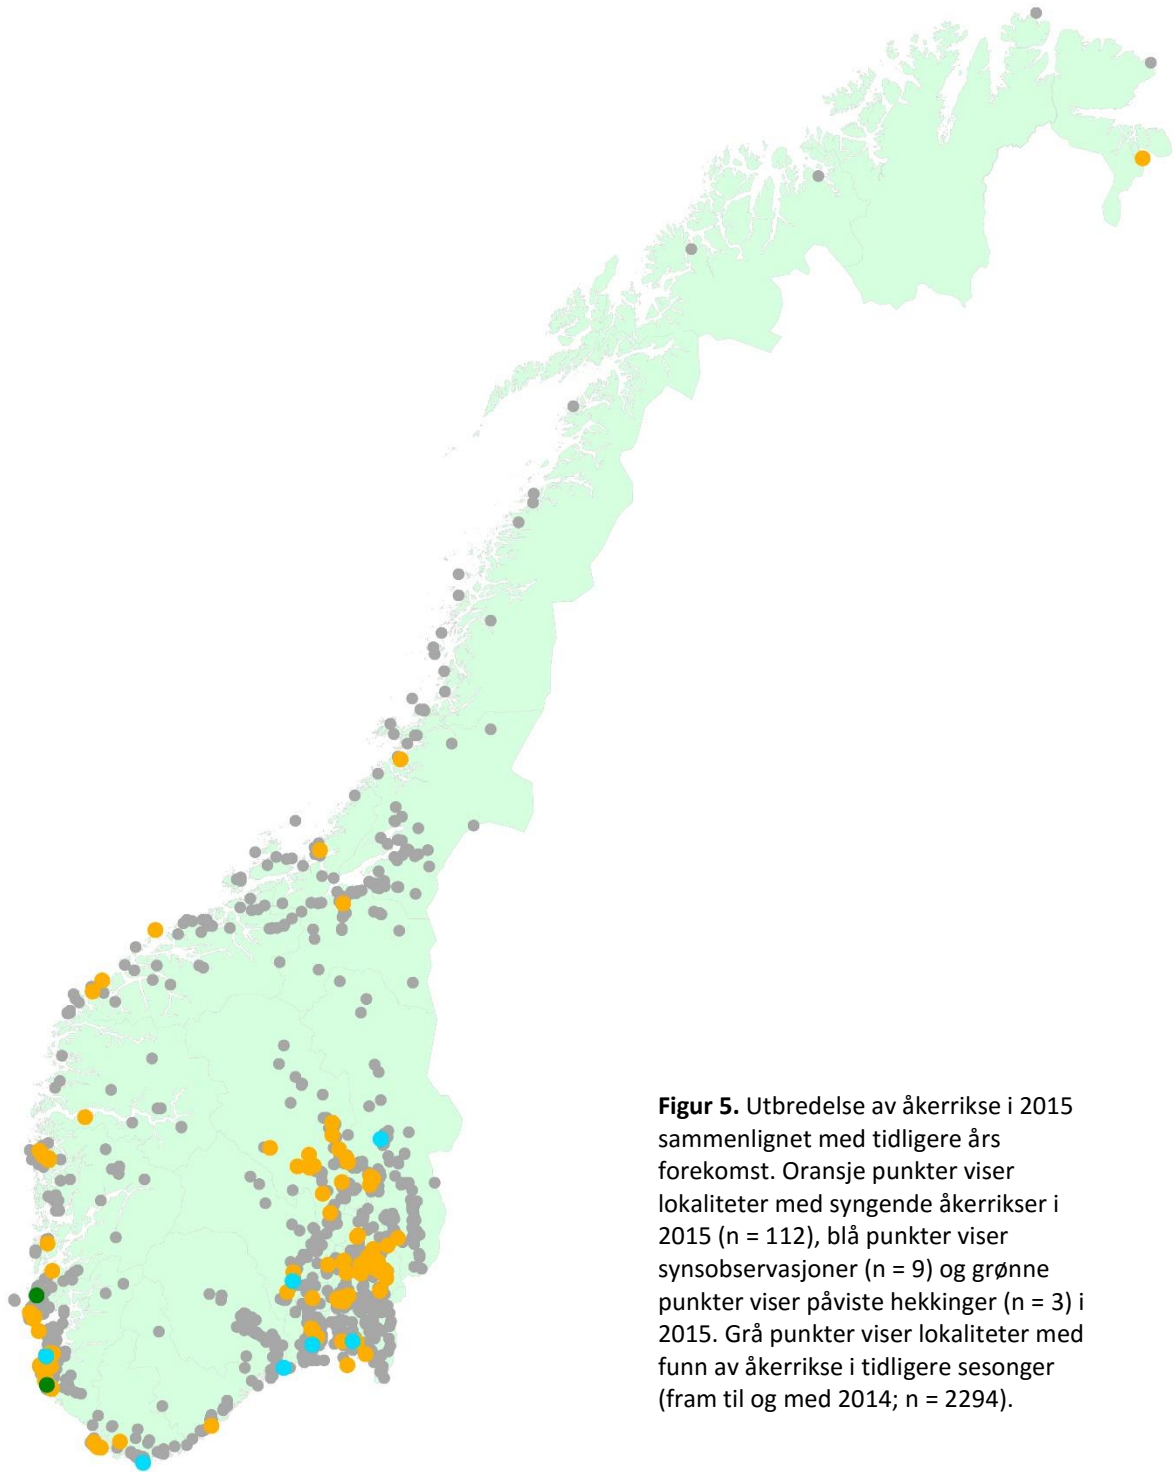 Figur 5. Utbredelse av åkerrikse i 2015
sammenlignet med tidligere års
forekomst. Oransje punkter viser
lokaliteter med syngende åkerrikser i
2015 (n = 112), blå punkter viser
synsobservasjoner (n = 9) og grønne
punkter viser påviste hekkinger (n = 3) i
2015. Grå punkter viser lokaliteter med
funn av åkerrikse i tidligere sesonger
(fram til og med 2014; n = 2294).